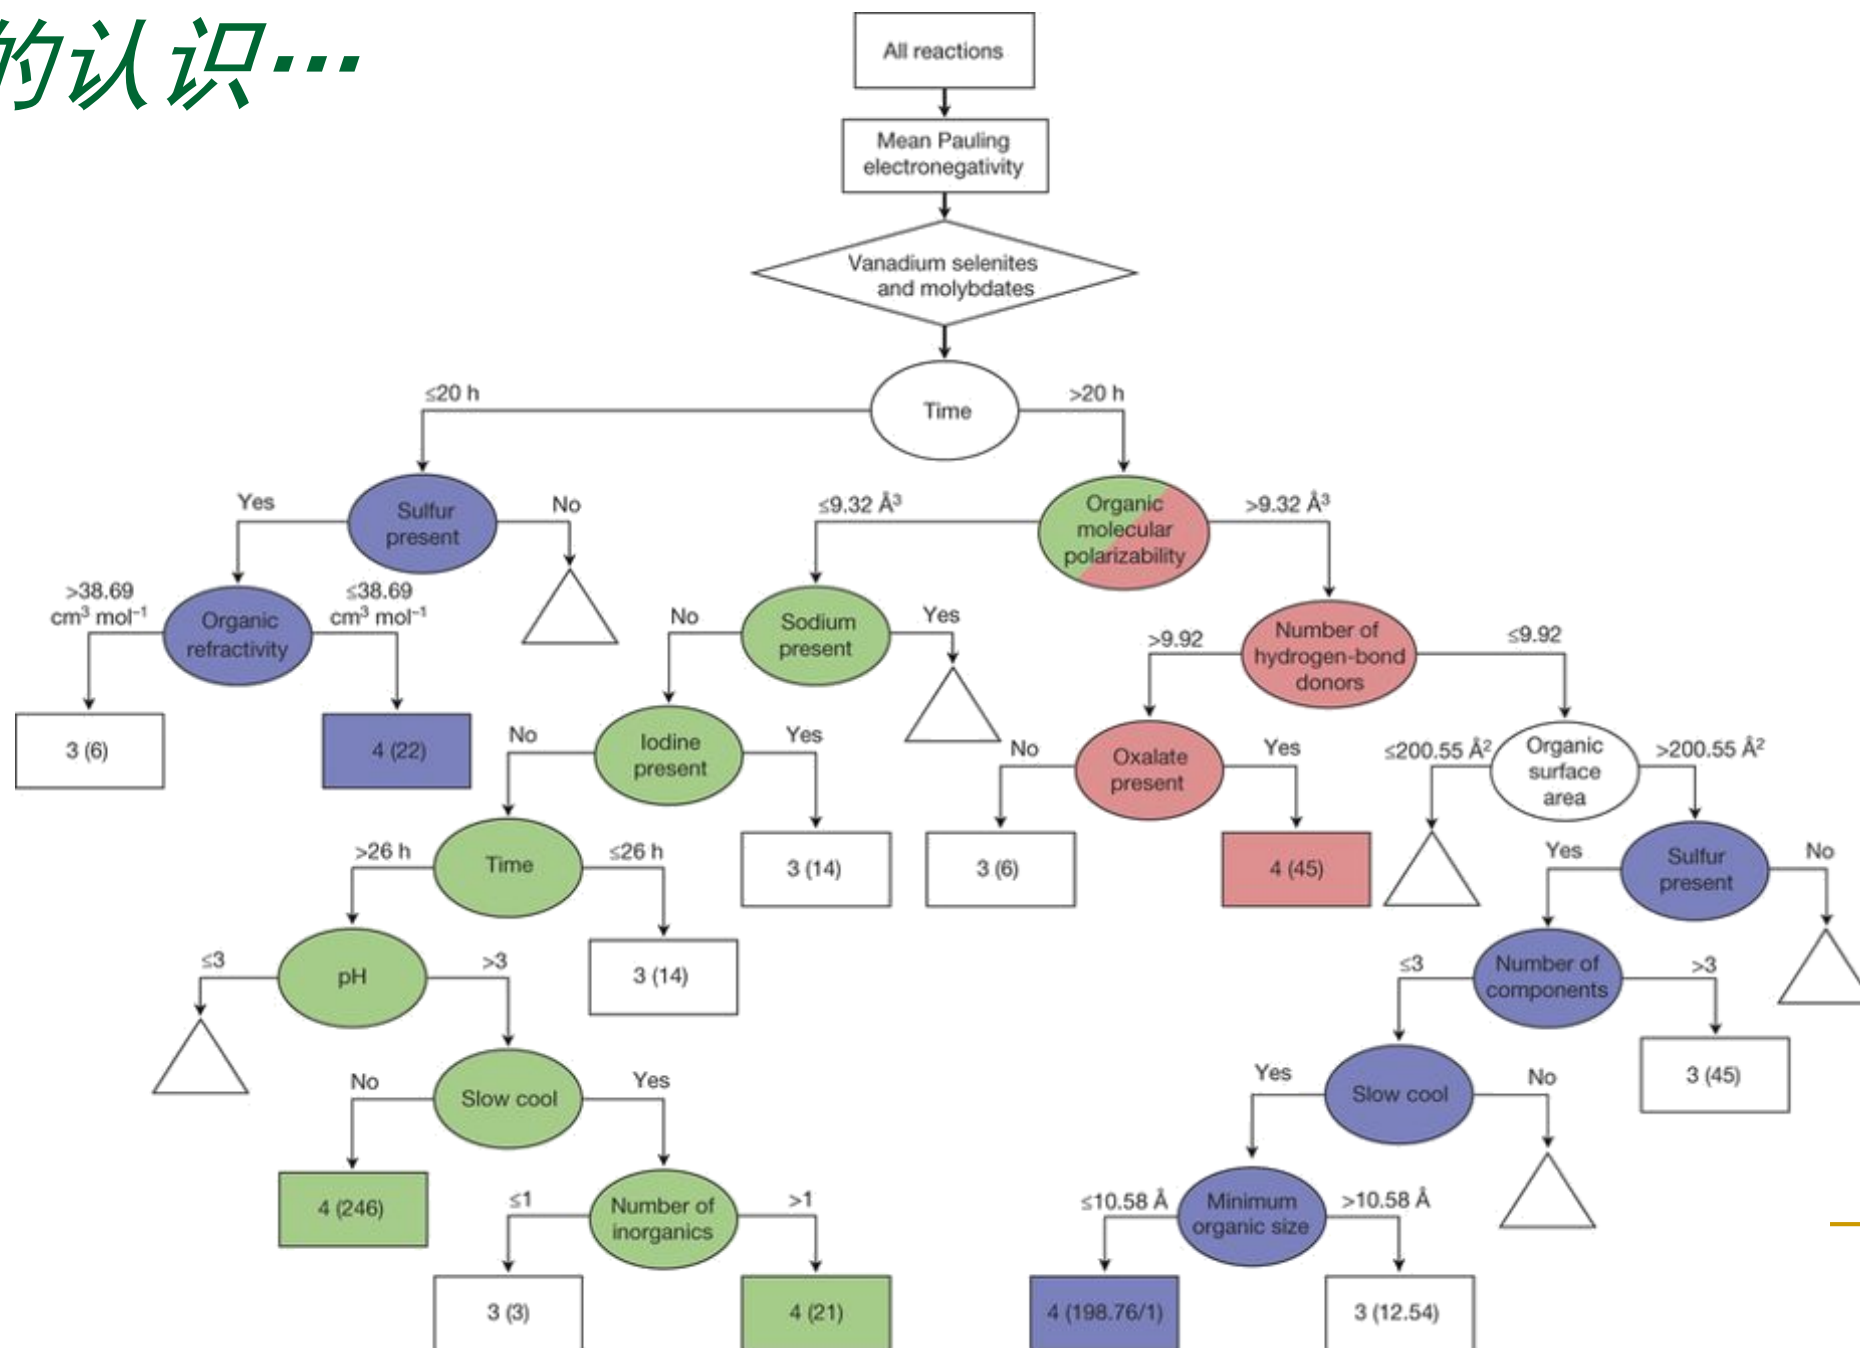 的认识…
All reactions
Mean Pauling
electronegativity
Vanadium selenites
and molybdates
Time
≤20 h
>20 h
Sulfur
present
Yes
No
Organic
molecular
polarizability
≤9.32 Å³
>9.32 Å³
Organic
refractivity
>38.69
cm³ mol⁻¹
≤38.69
cm³ mol⁻¹
Sodium
present
No
Yes
Number of
hydrogen-bond
donors
>9.92
≤9.92
3 (6)
4 (22)
Iodine
present
No
Yes
Oxalate
present
No
Yes
Organic
surface
area
≤200.55 Å²
>200.55 Å²
Time
>26 h
≤26 h
3 (14)
3 (6)
4 (45)
Sulfur
present
Yes
No
pH
≤3
>3
3 (14)
Number of
components
≤3
>3
Slow cool
No
Yes
Slow cool
Yes
No
3 (45)
4 (246)
Number of
inorganics
≤1
>1
Minimum
organic size
≤10.58 Å
>10.58 Å
3 (3)
4 (21)
4 (198.76/1)
3 (12.54)